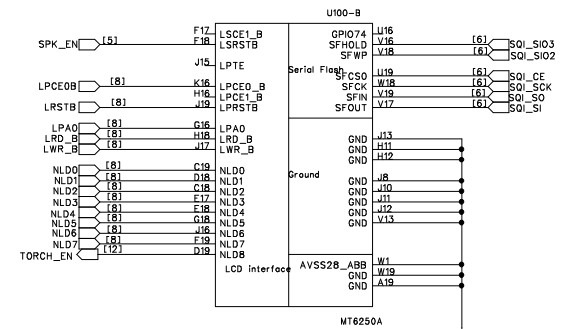 U100-B
F17 LSCE1_B GPIO74 U16
SPK_EN [5] F18 LSRSTB SFHOLD V16 [6] SQI_SIO3
SFWP V18 [6] SQI_SIO2
J15 LPTE Serial Flash
SFCS0 U19 [6] SQI_CE
LPCE0B [8] K16 LPCE0_B SFCK W18 [6] SQI_SCK
H16 LPCE1_B SFIN V19 [6] SQI_SO
LRSTB [8] J19 LPRSTB SFOUT V17 [6] SQI_SI
LPA0 [8] G16 LPA0
LRD_B [8] H18 LRD_B GND J13
LWR_B [8] J17 LWR_B GND H11
GND H12
NLD0 [8] C19 NLD0 Ground
NLD1 [8] D18 NLD1 GND J8
NLD2 [8] C18 NLD2 GND J10
NLD3 [8] E17 NLD3 GND J11
NLD4 [8] E18 NLD4 GND J12
NLD5 [8] G18 NLD5 GND V13
NLD6 [8] J16 NLD6
NLD7 [8] F19 NLD7
TORCH_EN [12] D19 NLD8
LCD interface AVSS28_ABB W1
GND W19
GND A19
MT6250A